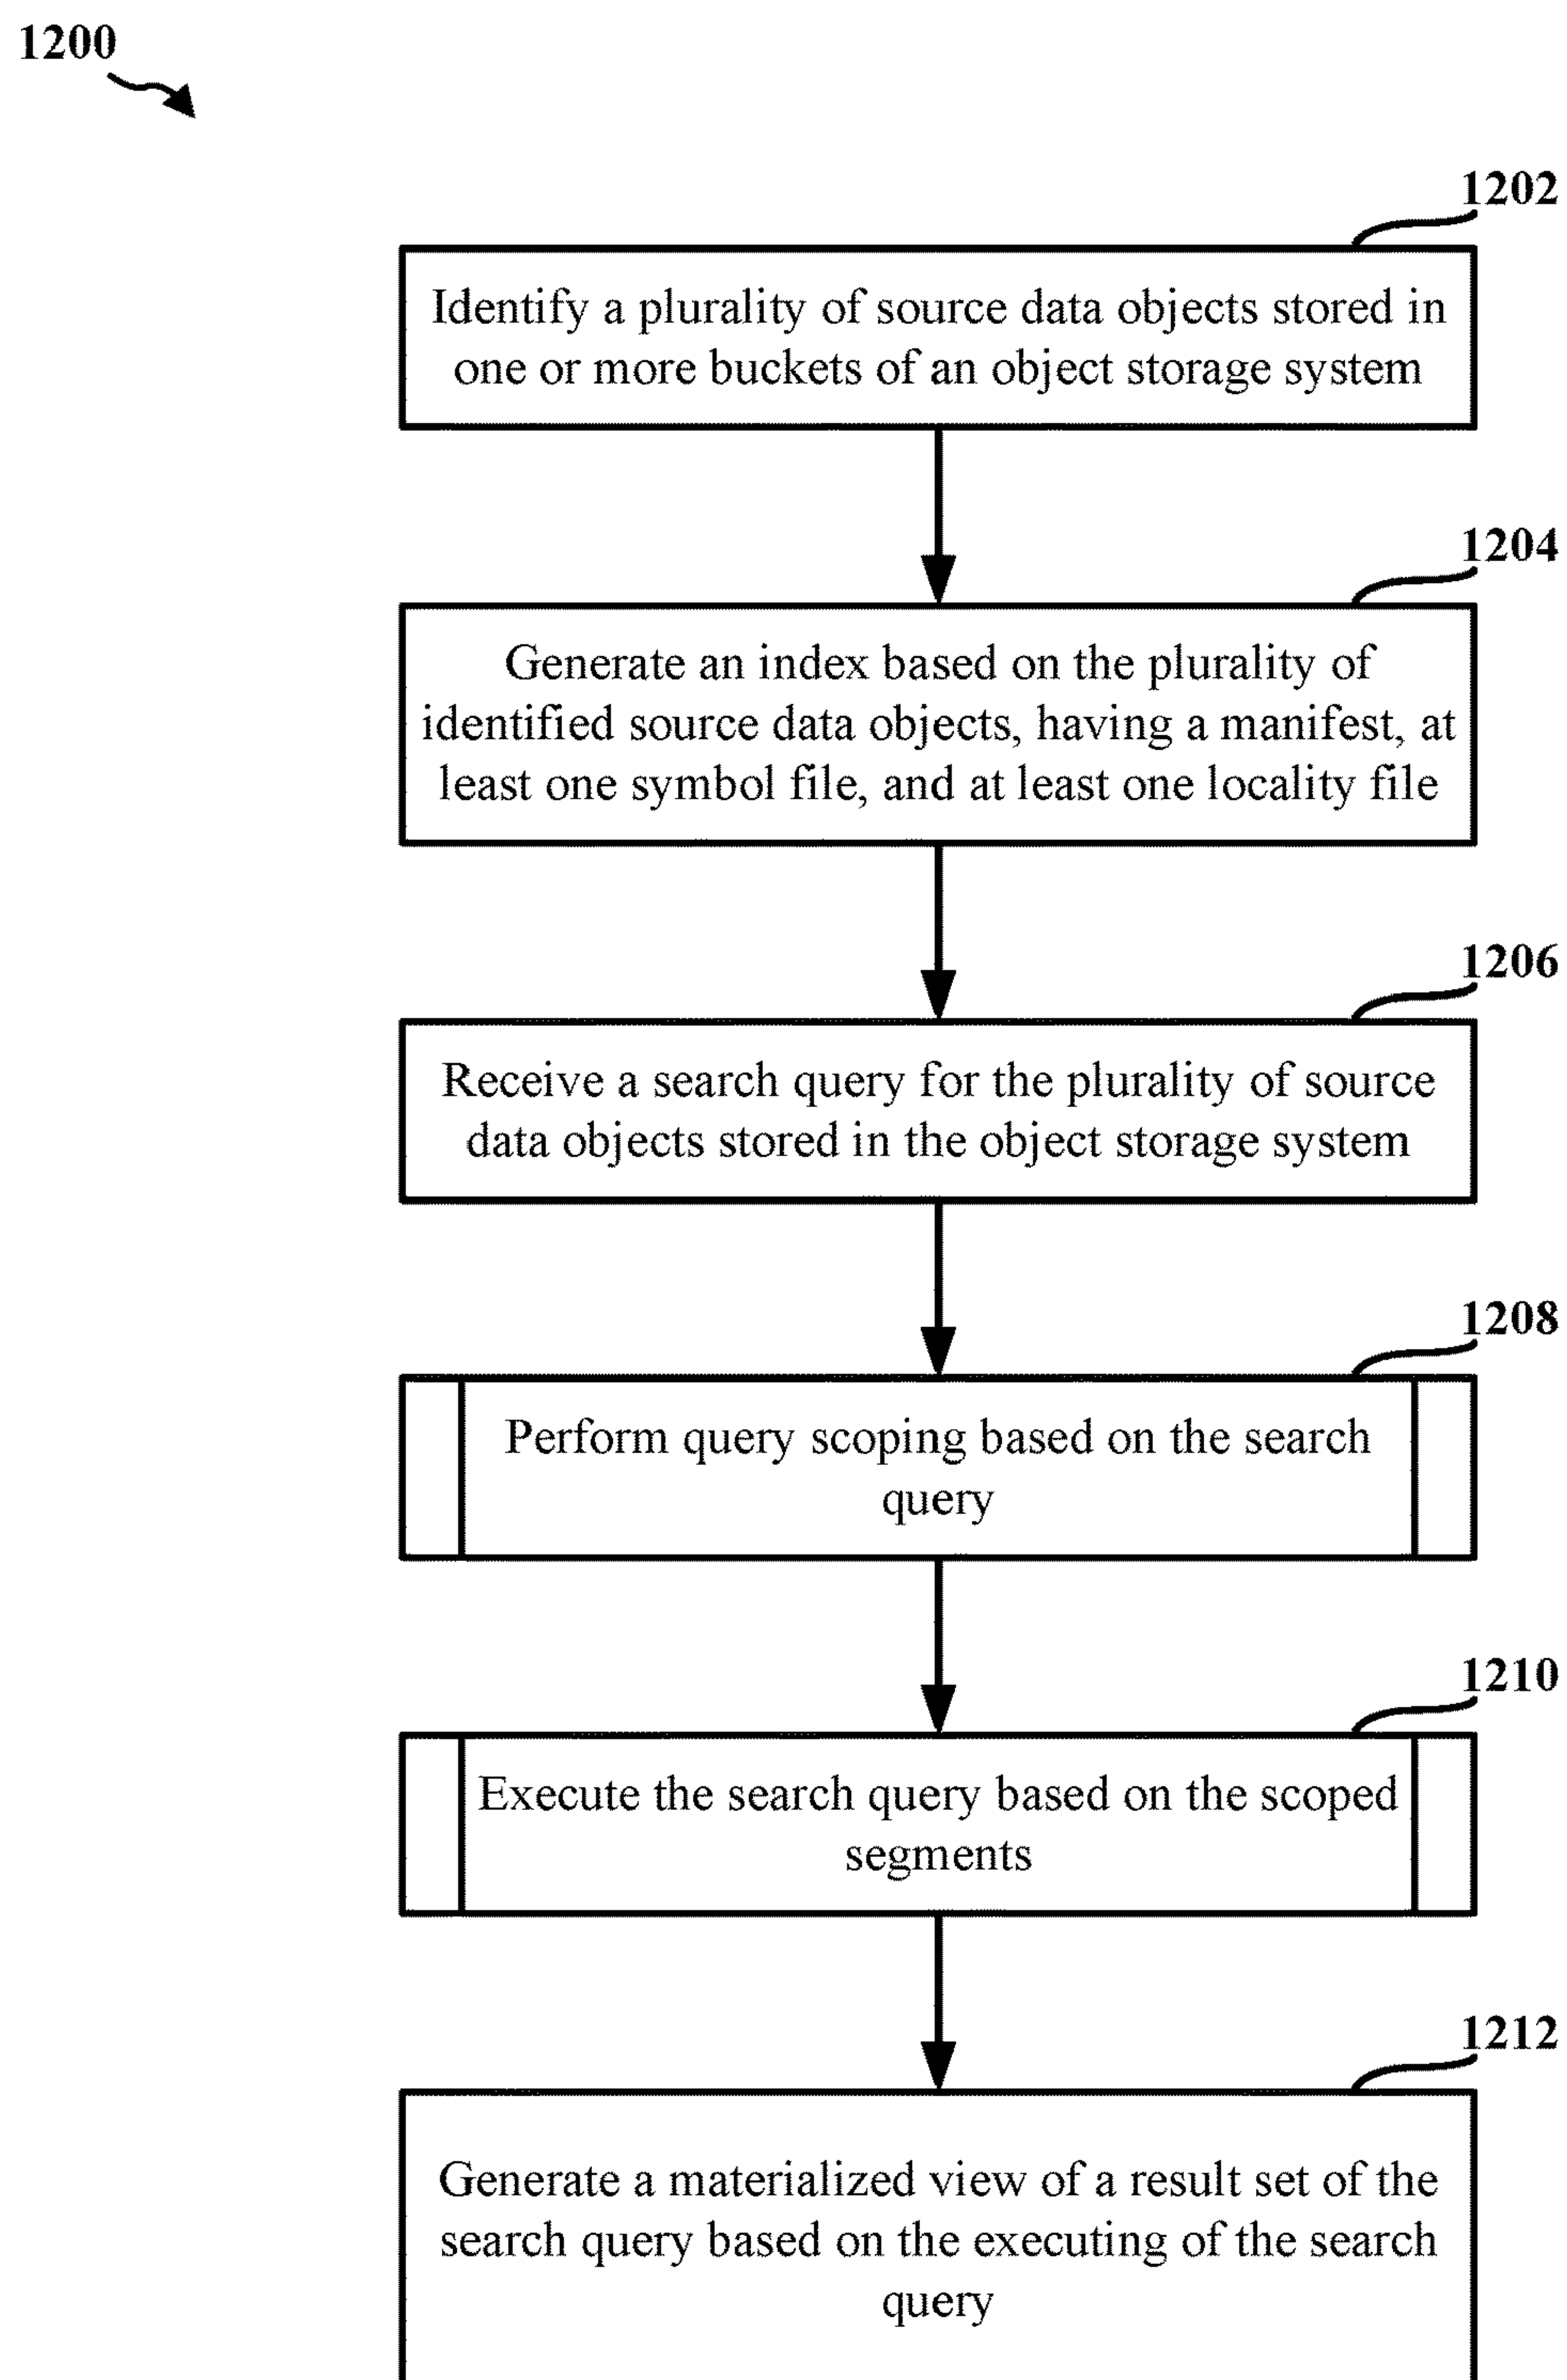 1200
1202
Identify a plurality of source data objects stored in
one or more buckets of an object storage system
1204
Generate an index based on the plurality of
identified source data objects, having a manifest, at
least one symbol file, and at least one locality file
1206
Receive a search query for the plurality of source
data objects stored in the object storage system
1208
Perform query scoping based on the search
query
1210
Execute the search query based on the scoped
segments
1212
Generate a materialized view of a result set of the
search query based on the executing of the search
query